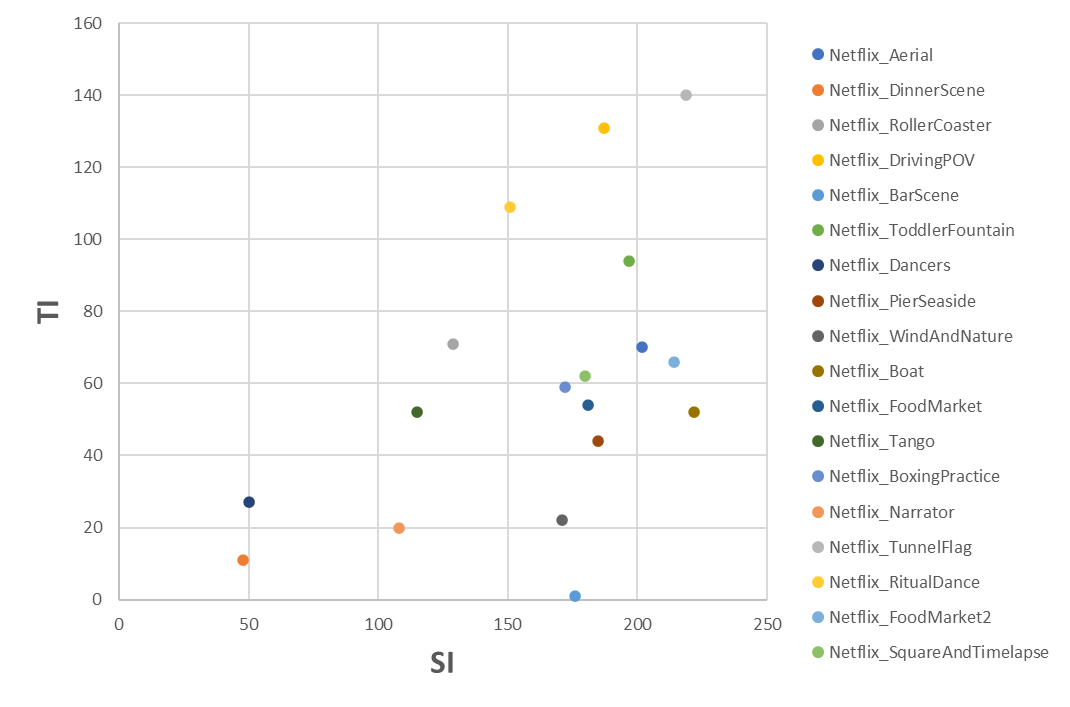 160
140
120
100
80
60
40
20
0
0 50 100 150 200 250
TI
SI
Netflix_Aerial
Netflix_DinnerScene
Netflix_RollerCoaster
Netflix_DrivingPOV
Netflix_BarScene
Netflix_ToddlerFountain
Netflix_Dancers
Netflix_PierSeaside
Netflix_WindAndNature
Netflix_Boat
Netflix_FoodMarket
Netflix_Tango
Netflix_BoxingPractice
Netflix_Narrator
Netflix_TunnelFlag
Netflix_RitualDance
Netflix_FoodMarket2
Netflix_SquareAndTimelapse